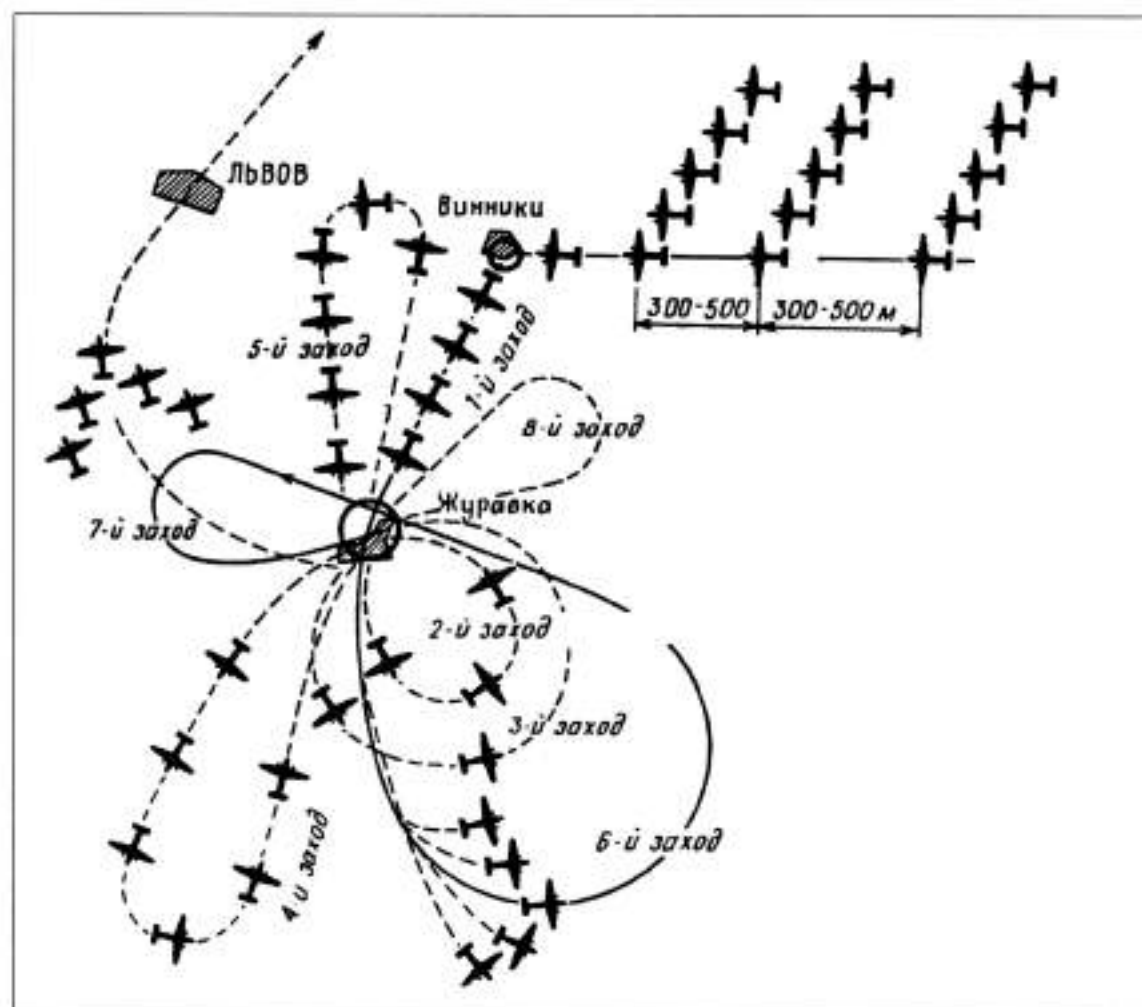 ЛЬВОВ
Винники
300-500
300-500 м
5-й заход
1-й заход
8-й заход
Журавка
7-й заход
2-й заход
3-й заход
6-й заход
4-й заход